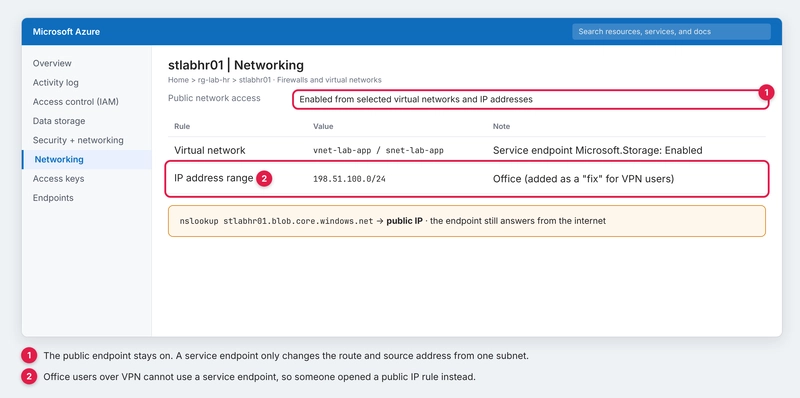 Microsoft Azure
Search resources, services, and docs
Overview
Activity log
Access control (IAM)
Data storage
Security + networking
Networking
Access keys
Endpoints
stlabhr01 | Networking
Home > rg-lab-hr > stlabhr01 · Firewalls and virtual networks
Public network access
Enabled from selected virtual networks and IP addresses
1
Rule Value Note
Virtual network vnet-lab-app / snet-lab-app Service endpoint Microsoft.Storage: Enabled
IP address range 2 198.51.100.0/24 Office (added as a "fix" for VPN users)
nslookup stlabhr01.blob.core.windows.net → public IP · the endpoint still answers from the internet
1 The public endpoint stays on. A service endpoint only changes the route and source address from one subnet.
2 Office users over VPN cannot use a service endpoint, so someone opened a public IP rule instead.